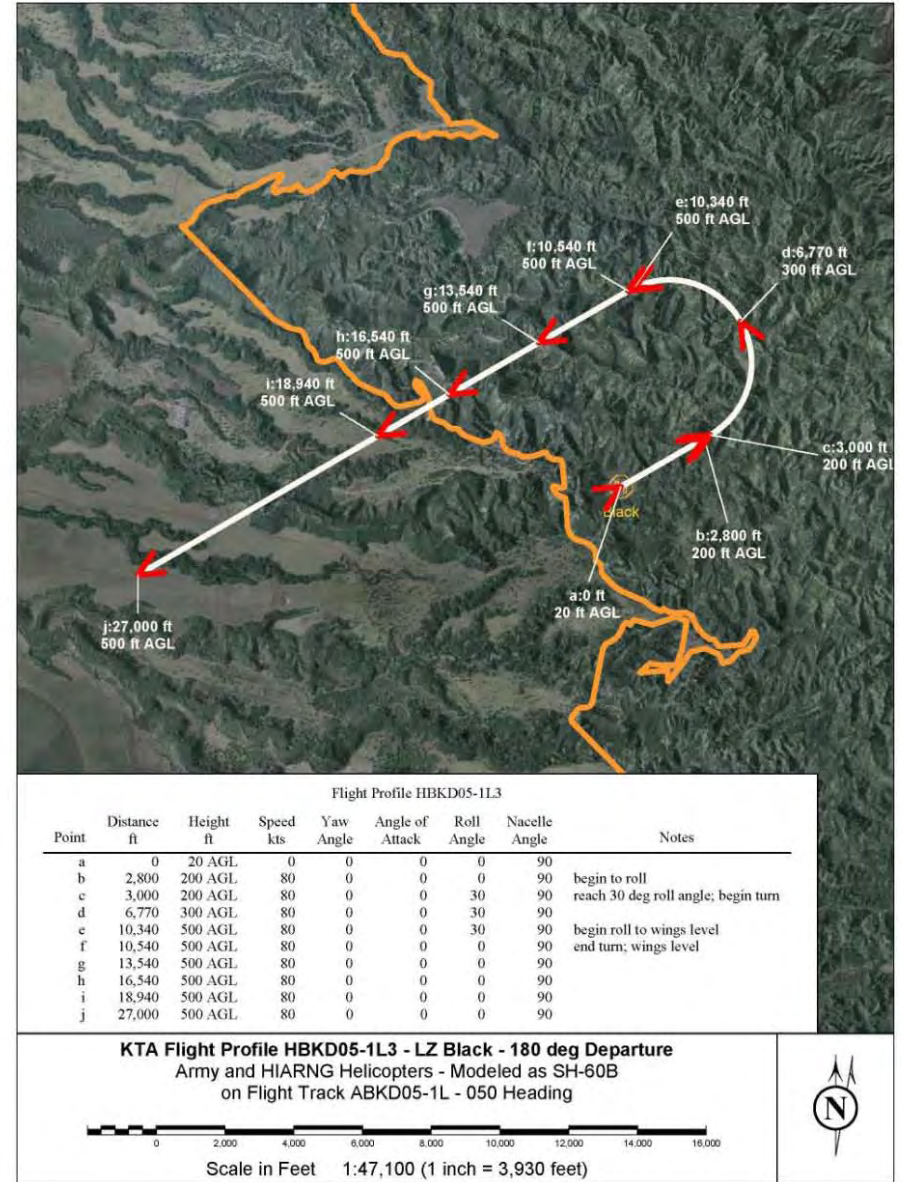 e:10,340 ft
500 ft AGL
f:10,540 ft
500 ft AGL
d:6,770 ft
300 ft AGL
g:13,540 ft
500 ft AGL
h:16,540 ft
500 ft AGL
i:18,940 ft
500 ft AGL
c:3,000 ft
200 ft AGL
Black
b:2,800 ft
200 ft AGL
a:0 ft
20 ft AGL
j:27,000 ft
500 ft AGL
Flight Profile HBKD05-1L3
Distance Height Speed Yaw Angle of Roll Nacelle
Point ft ft kts Angle Attack Angle Angle Notes
a 0 20 AGL 0 0 0 0 90
b 2,800 200 AGL 80 0 0 0 90 begin to roll
c 3,000 200 AGL 80 0 0 30 90 reach 30 deg roll angle; begin turn
d 6,770 300 AGL 80 0 0 30 90
e 10,340 500 AGL 80 0 0 30 90 begin roll to wings level
f 10,540 500 AGL 80 0 0 0 90 end turn; wings level
g 13,540 500 AGL 80 0 0 0 90
h 16,540 500 AGL 80 0 0 0 90
i 18,940 500 AGL 80 0 0 0 90
j 27,000 500 AGL 80 0 0 0 90
KTA Flight Profile HBKD05-1L3 - LZ Black - 180 deg Departure
Army and HIARNG Helicopters - Modeled as SH-60B
on Flight Track ABKD05-1L - 050 Heading
0 2,000 4,000 6,000 8,000 10,000 12,000 14,000 16,000
Scale in Feet 1:47,100 (1 inch = 3,930 feet)
N